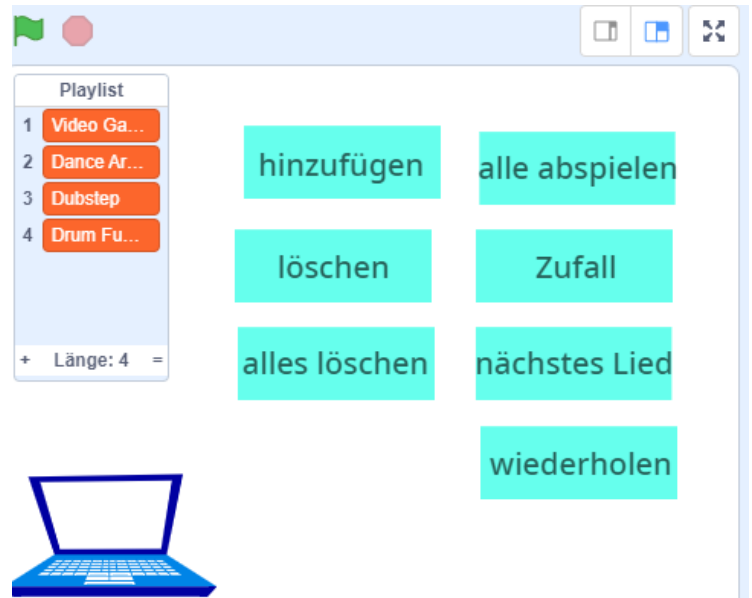 Playlist
1 Video Ga...
2 Dance Ar...
3 Dubstep
4 Drum Fu...
+ Länge: 4 =
hinzufügen
alle abspielen
löschen
Zufall
alles löschen
nächstes Lied
wiederholen